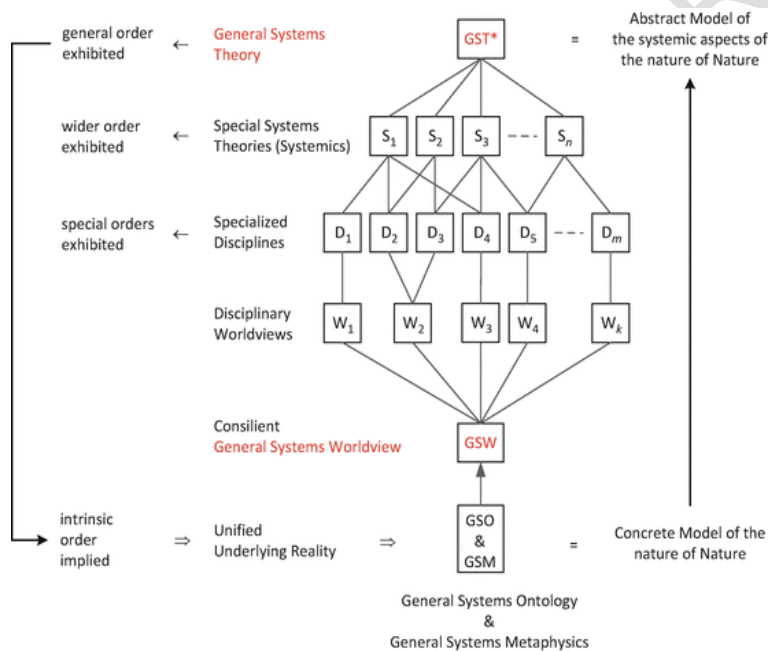 general order
exhibited
←
General Systems
Theory
GST*
=
Abstract Model of
the systemic aspects of
the nature of Nature
wider order
exhibited
←
Special Systems
Theories (Systemics)
S1
S2
S3
Sn
special orders
exhibited
←
Specialized
Disciplines
D1
D2
D3
D4
D5
Dm
Disciplinary
Worldviews
W1
W2
W3
W4
Wk
Consilient
General Systems Worldview
GSW
intrinsic
order
implied
⇒
Unified
Underlying Reality
⇒
GSO
&
GSM
=
Concrete Model of the
nature of Nature
General Systems Ontology
&
General Systems Metaphysics